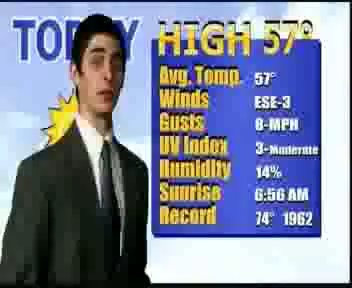 TODAY HIGH 57°
Avg. Temp. 57°
Winds ESE-3
Gusts 8-MPH
UV Index 3-Moderate
Humidity 14%
Sunrise 6:56 AM
Record 74° 1962